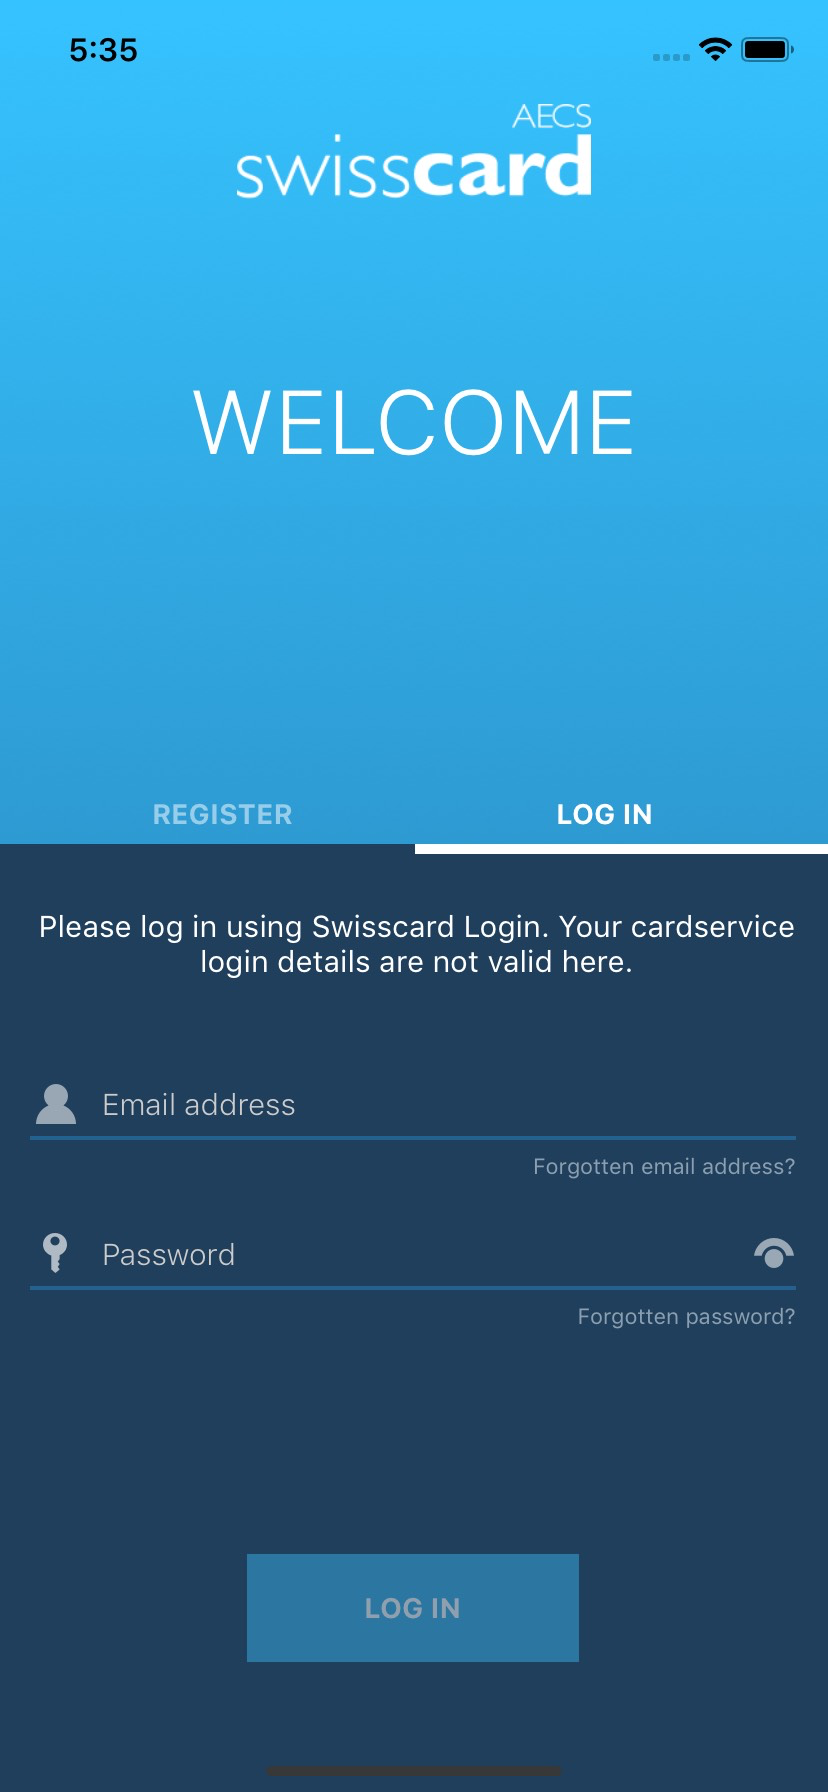 5:35
AECS
swisscard
WELCOME
REGISTER
LOG IN
Please log in using Swisscard Login. Your cardservice
login details are not valid here.
Email address
Forgotten email address?
Password
Forgotten password?
LOG IN